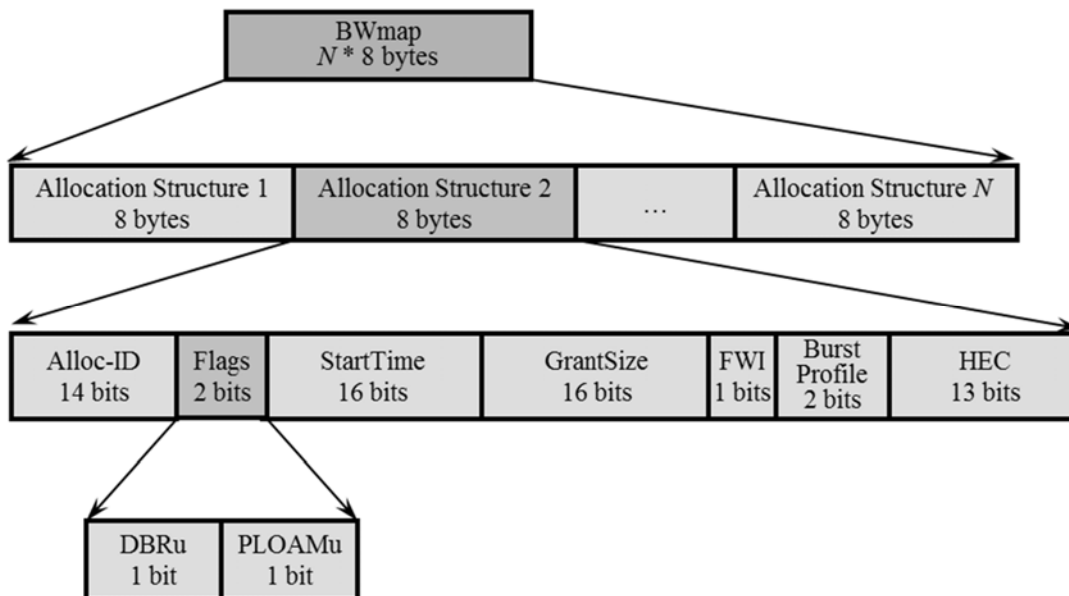 BWmap
N * 8 bytes
Allocation Structure 1
8 bytes
Allocation Structure 2
8 bytes
...
Allocation Structure N
8 bytes
Alloc-ID
14 bits
Flags
2 bits
StartTime
16 bits
GrantSize
16 bits
FWI
1 bits
Burst
Profile
2 bits
HEC
13 bits
DBRu
1 bit
PLOAMu
1 bit